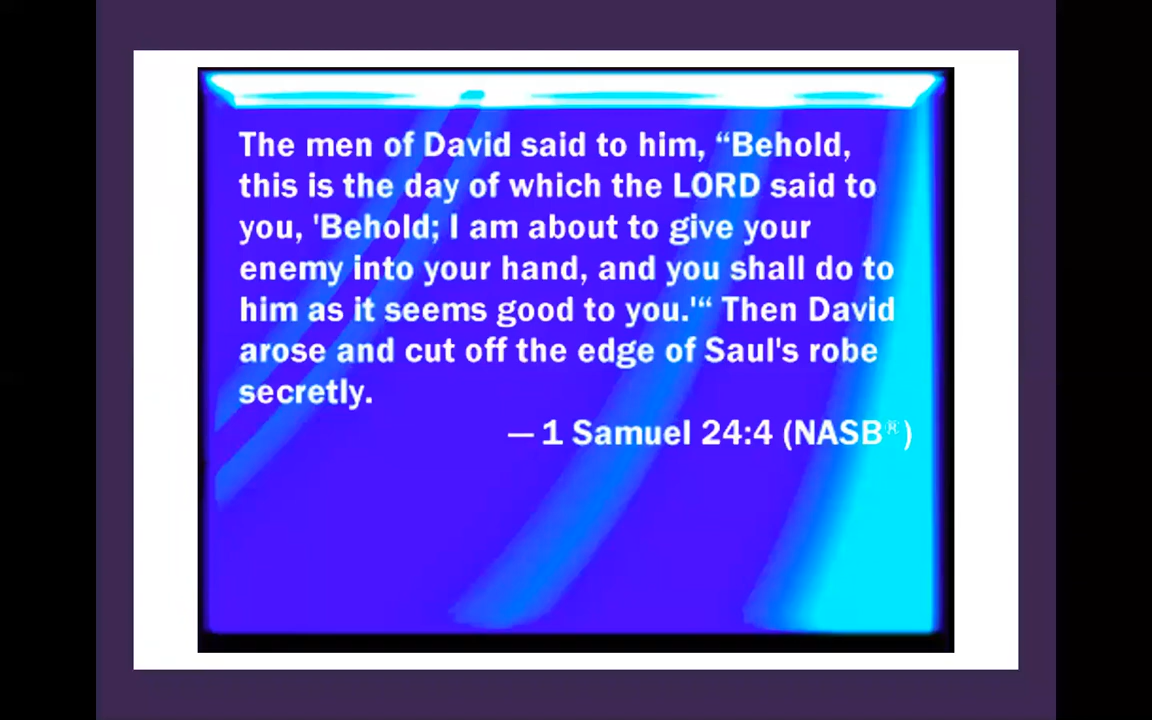 The men of David said to him, “Behold,
this is the day of which the LORD said to
you, 'Behold; I am about to give your
enemy into your hand, and you shall do to
him as it seems good to you.'“ Then David
arose and cut off the edge of Saul's robe
secretly.
— 1 Samuel 24:4 (NASB®)